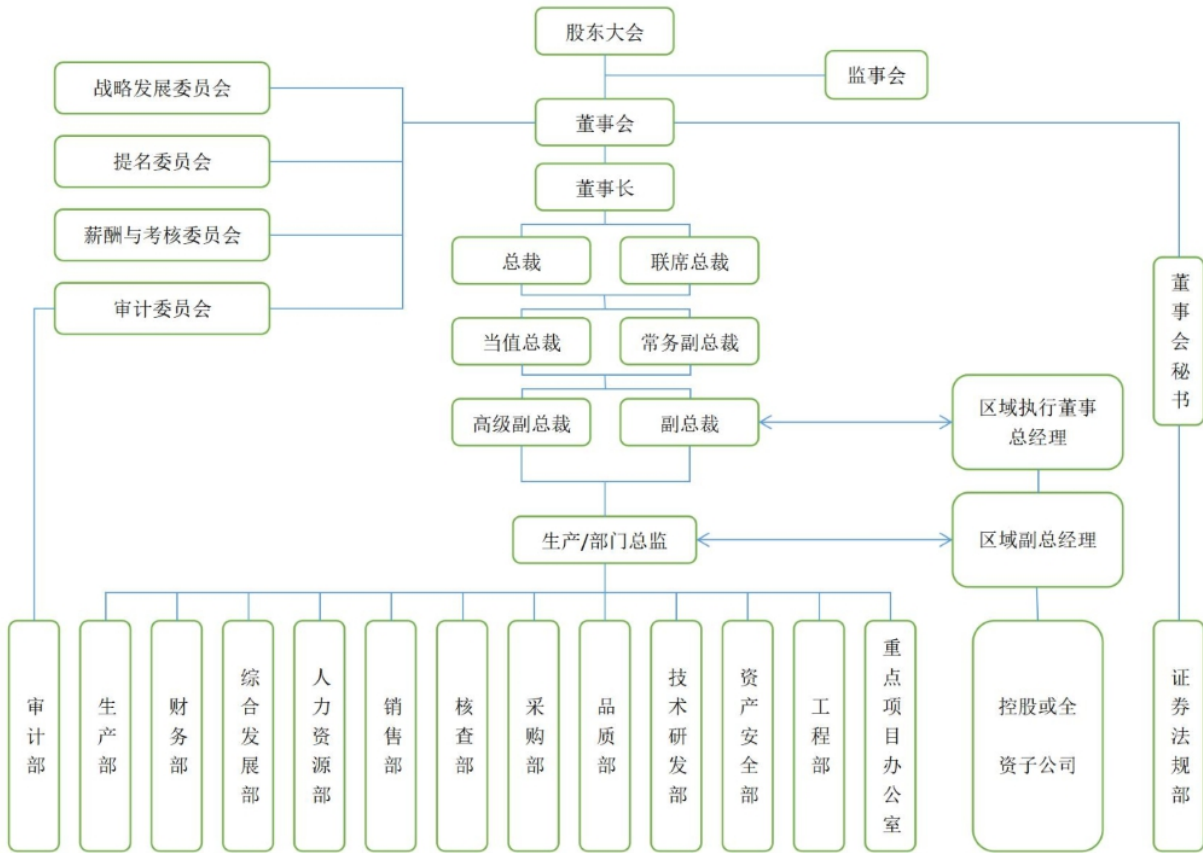 股东大会
监事会
战略发展委员会
董事会
提名委员会
董事长
薪酬与考核委员会
总裁
联席总裁
审计委员会
董事会秘书
当值总裁
常务副总裁
高级副总裁
副总裁
区域执行董事
总经理
生产/部门总监
区域副总经理
审计部
生产部
财务部
综合发展部
人力资源部
销售部
核查部
采购部
品质部
技术研发部
资产安全部
工程部
重点项目办公室
控股或全
资子公司
证券法规部